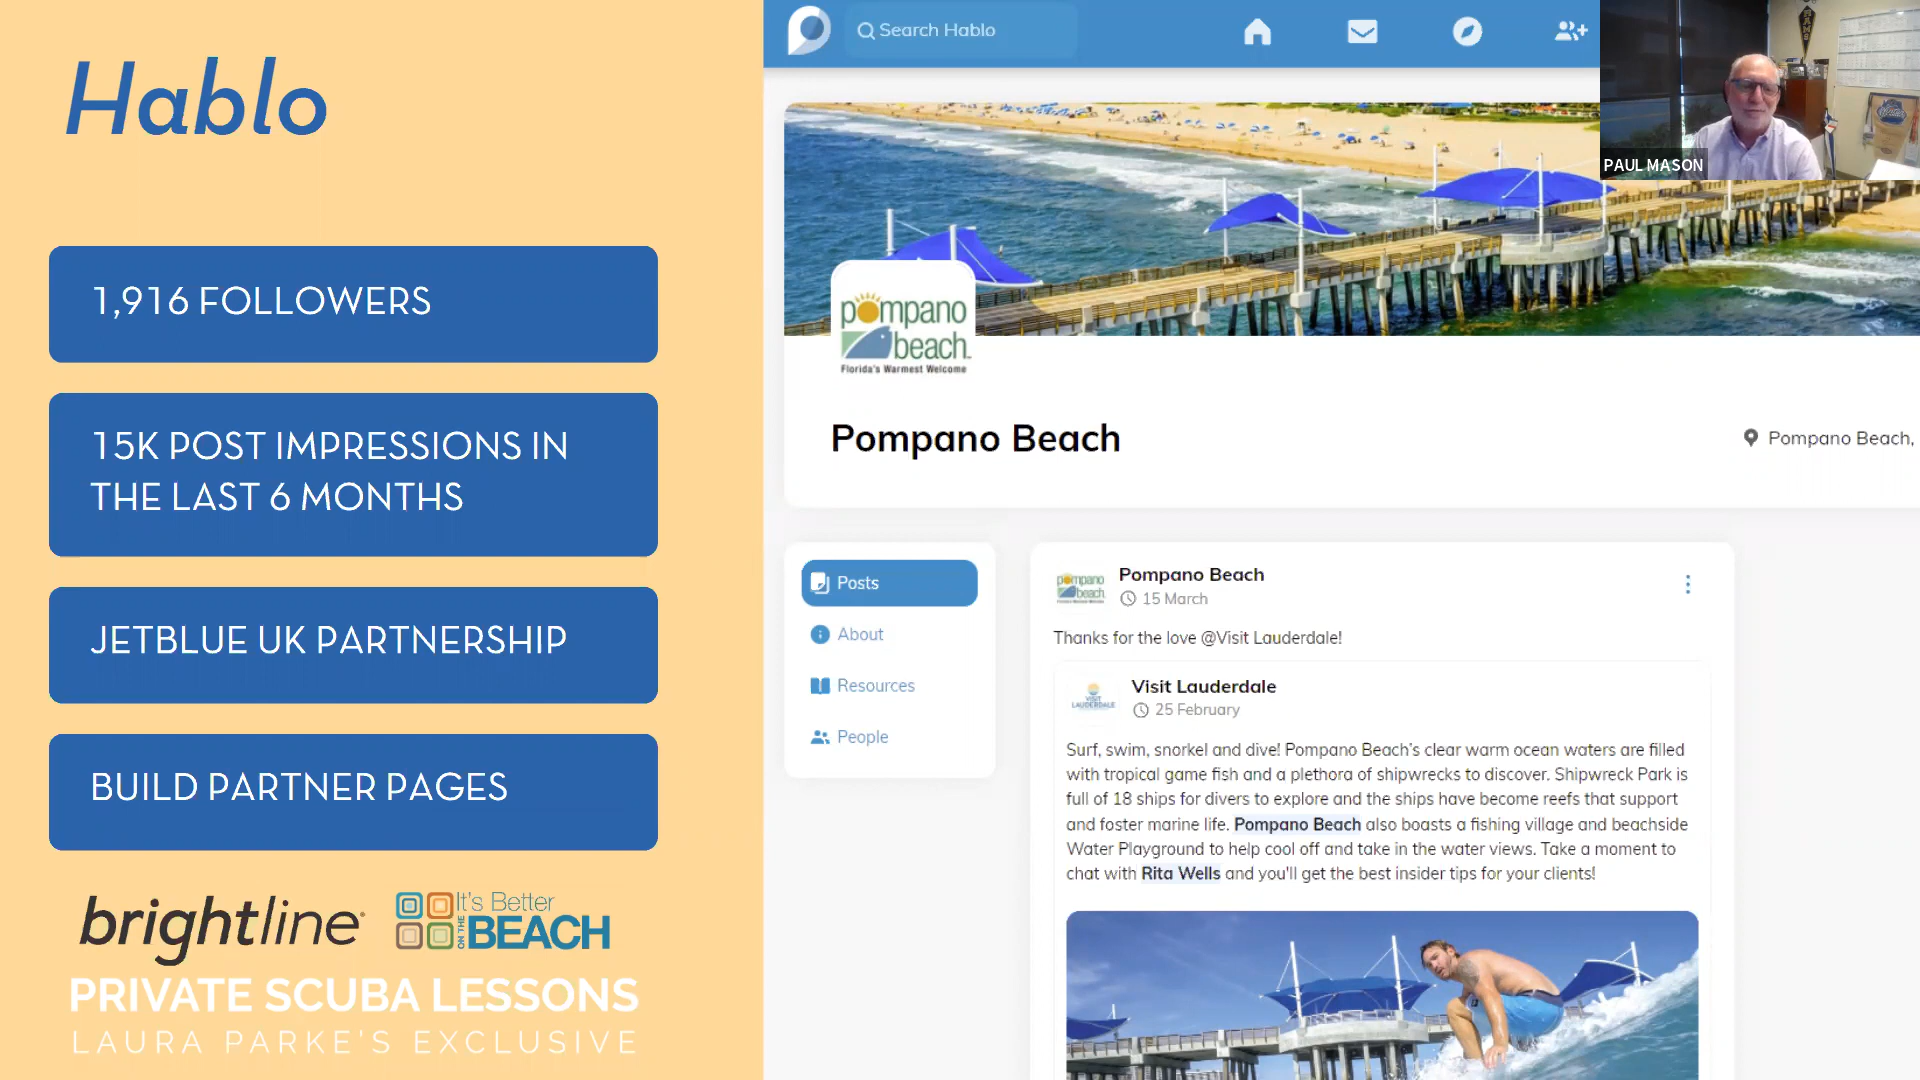 Hablo
1,916 FOLLOWERS
15K POST IMPRESSIONS IN
THE LAST 6 MONTHS
JETBLUE UK PARTNERSHIP
BUILD PARTNER PAGES
brightline
It's Better
ON THE
BEACH
PRIVATE SCUBA LESSONS
LAURA PARKE'S EXCLUSIVE
Search Hablo
PAUL MASON
pompano
beach
Florida's Warmest Welcome
Pompano Beach
Pompano Beach,
Posts
About
Resources
People
pompano
beach
Pompano Beach
15 March
Thanks for the love @Visit Lauderdale!
VISIT
LAUDERDALE
Visit Lauderdale
25 February
Surf, swim, snorkel and dive! Pompano Beach's clear warm ocean waters are filled
with tropical game fish and a plethora of shipwrecks to discover. Shipwreck Park is
full of 18 ships for divers to explore and the ships have become reefs that support
and foster marine life. Pompano Beach also boasts a fishing village and beachside
Water Playground to help cool off and take in the water views. Take a moment to
chat with Rita Wells and you'll get the best insider tips for your clients!